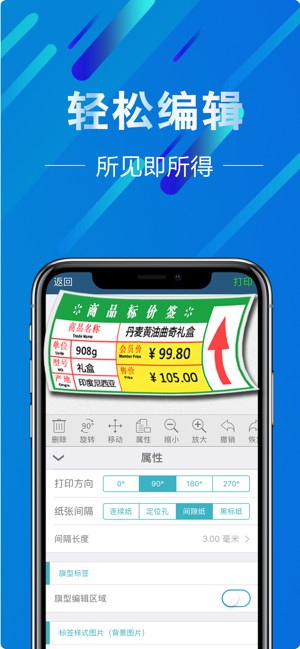 轻松编辑
所见即所得
返回 打印
商品标价签
商品名称 丹麦黄油曲奇礼盒
Trade Name
单位 908g 会员价 ¥ 99.80
Member Price
型号 礼盒 售价 ¥ 105.00
产地 印度尼西亚
删除 旋转 移动 属性 缩小 放大 撤销
90°
属性
打印方向 0° 90° 180° 270°
纸张间隔 连续纸 定位孔 间隙纸 黑标纸
间隔长度 3.00 毫米
旗型标签
旗型编辑区域
标签样式图片（背景图片）